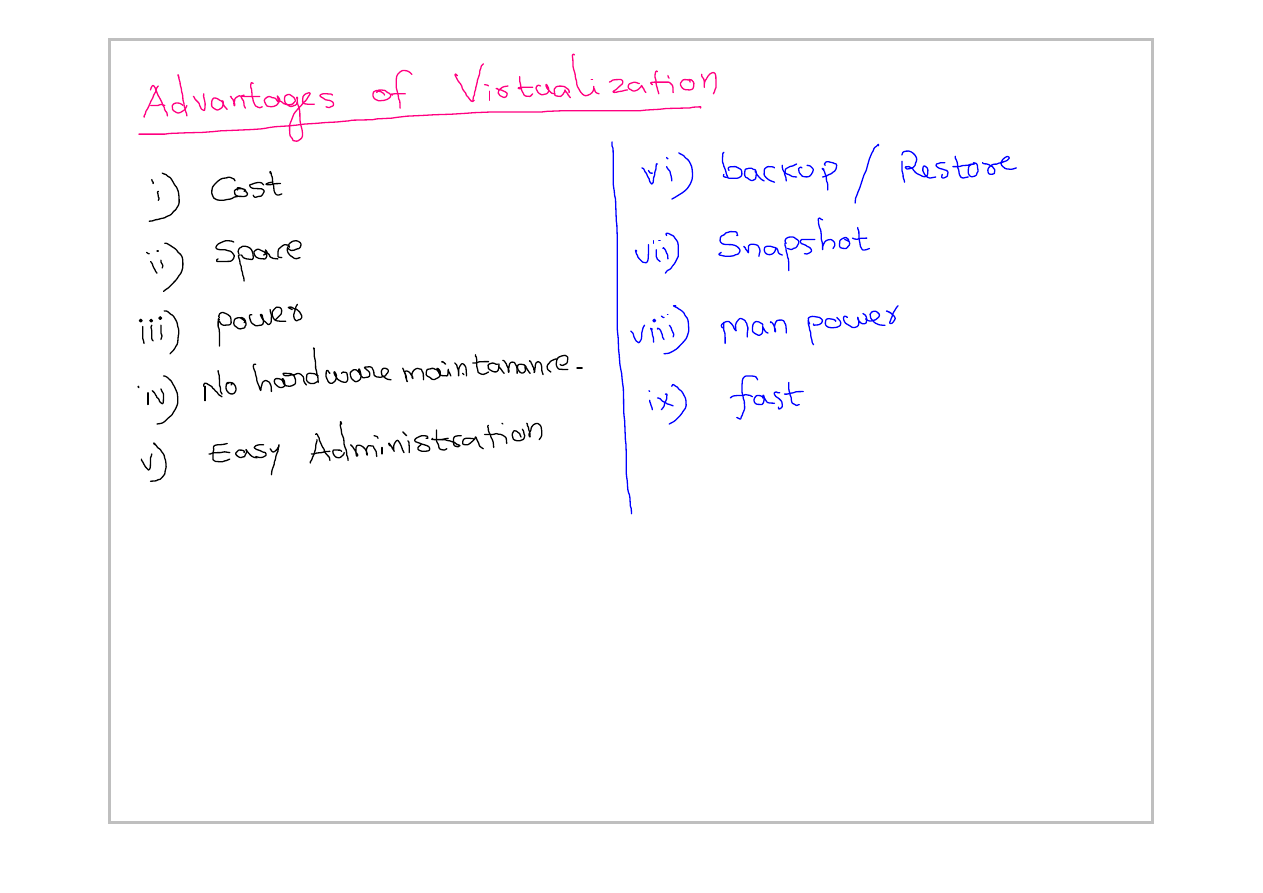 Advantages of Virtualization
i) Cost
ii) Space
iii) power
iv) No hardware maintanance.
v) Easy Administration
vi) backup / Restore
vii) Snapshot
viii) Man power
ix) fast